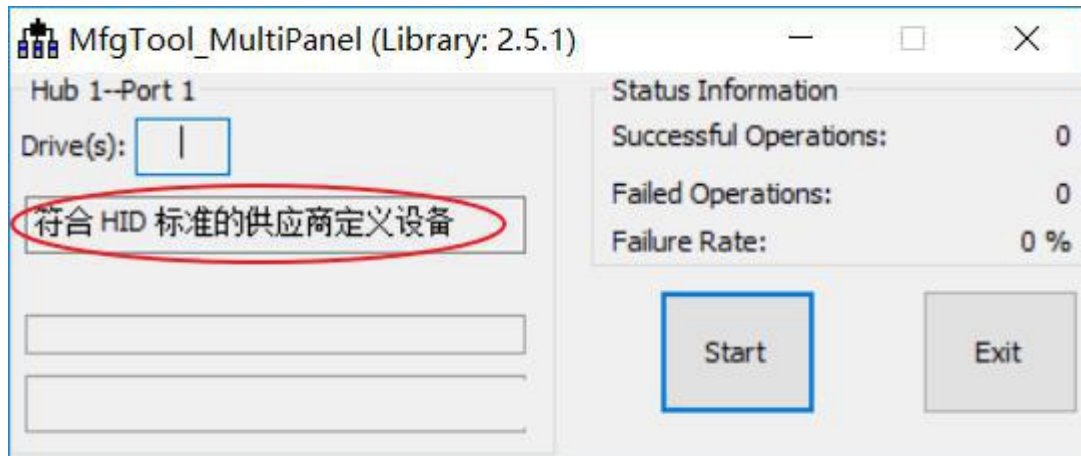 MfgTool_MultiPanel (Library: 2.5.1)
Hub 1--Port 1
Drive(s):
符合 HID 标准的供应商定义设备
Status Information
Successful Operations: 0
Failed Operations: 0
Failure Rate: 0 %
Start
Exit